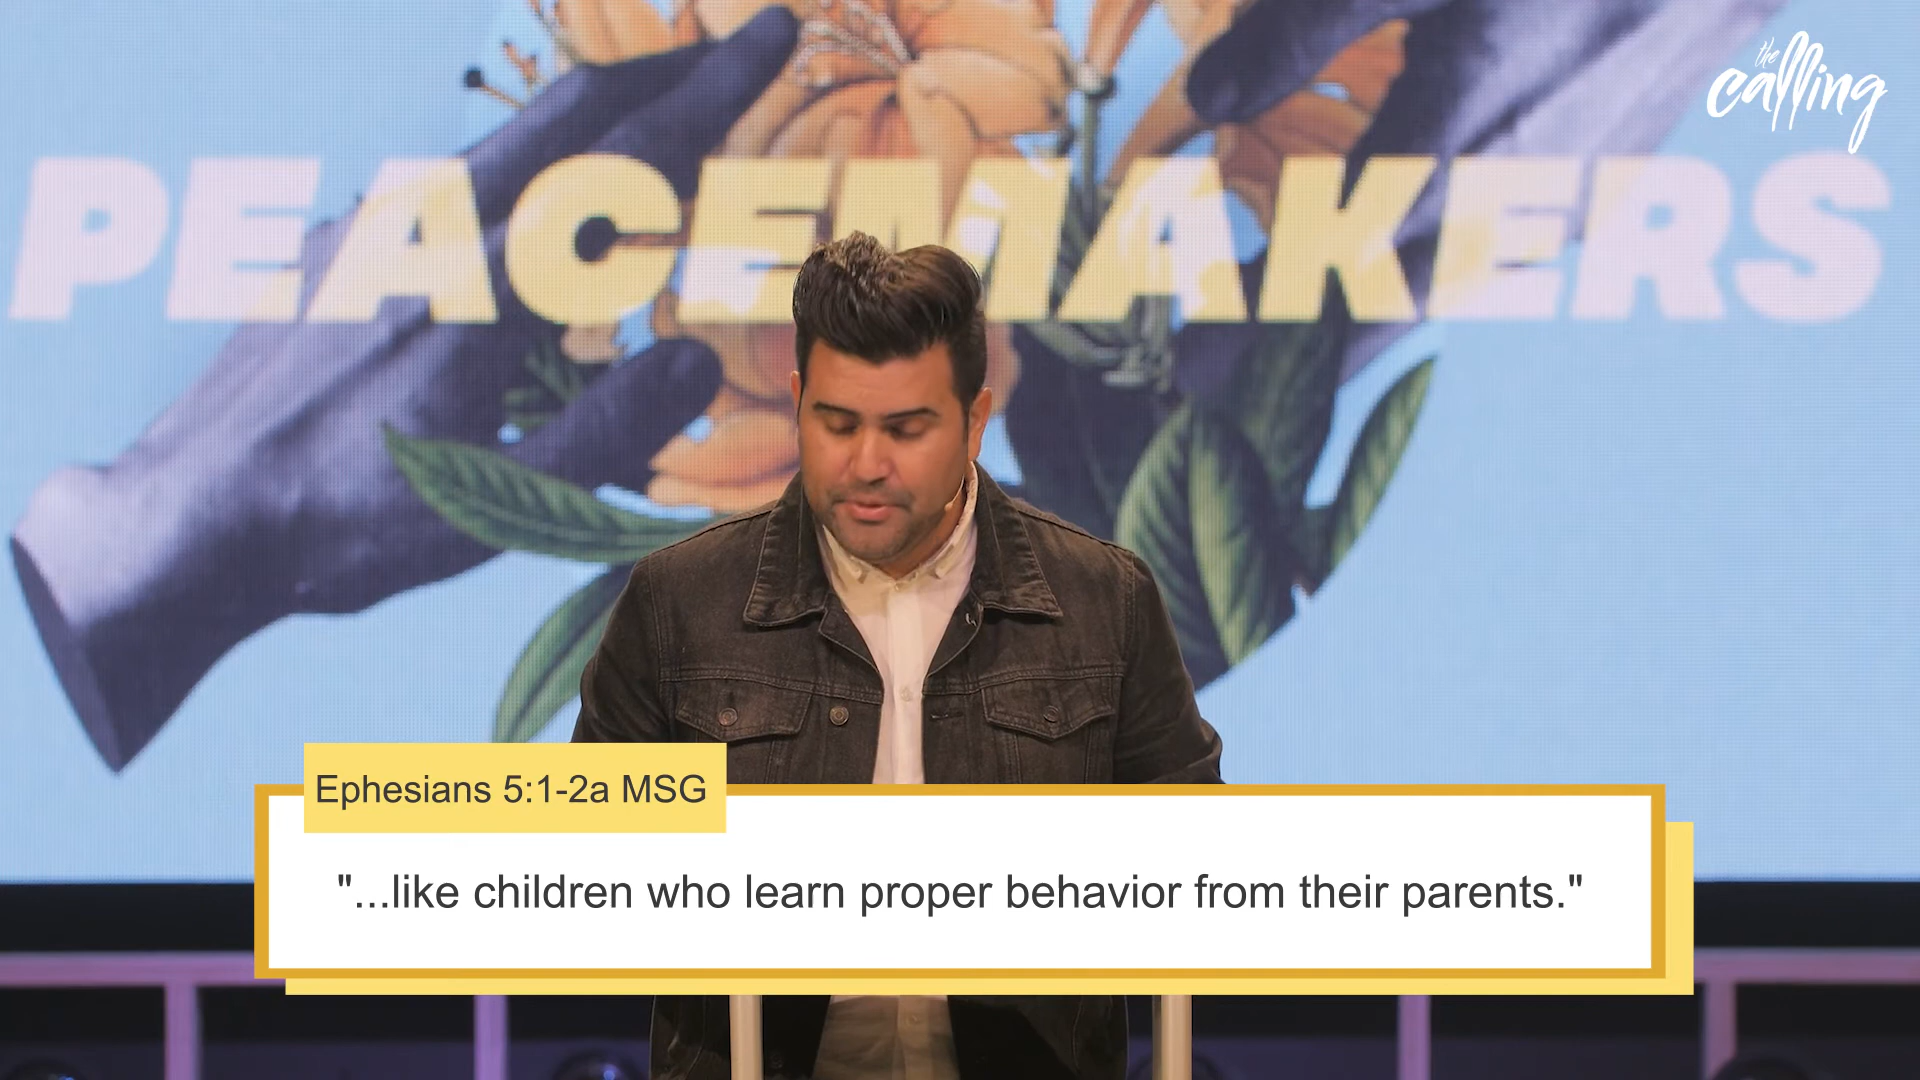 the
calling
PEACEMAKERS
Ephesians 5:1-2a MSG
"...like children who learn proper behavior from their parents."